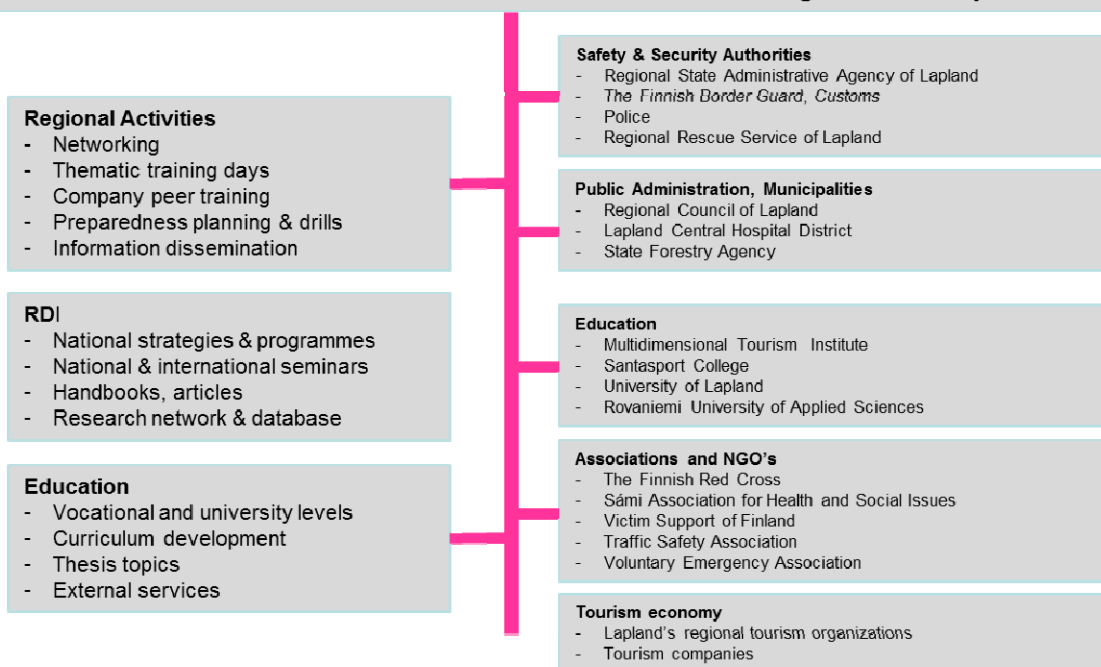 Regional Activities
- Networking
- Thematic training days
- Company peer training
- Preparedness planning & drills
- Information dissemination
RDI
- National strategies & programmes
- National & international seminars
- Handbooks, articles
- Research network & database
Education
- Vocational and university levels
- Curriculum development
- Thesis topics
- External services
Safety & Security Authorities
- Regional State Administrative Agency of Lapland
- The Finnish Border Guard, Customs
- Police
- Regional Rescue Service of Lapland
Public Administration, Municipalities
- Regional Council of Lapland
- Lapland Central Hospital District
- State Forestry Agency
Education
- Multidimensional Tourism Institute
- Santasport College
- University of Lapland
- Rovaniemi University of Applied Sciences
Associations and NGO's
- The Finnish Red Cross
- Sámi Association for Health and Social Issues
- Victim Support of Finland
- Traffic Safety Association
- Voluntary Emergency Association
Tourism economy
- Lapland's regional tourism organizations
- Tourism companies